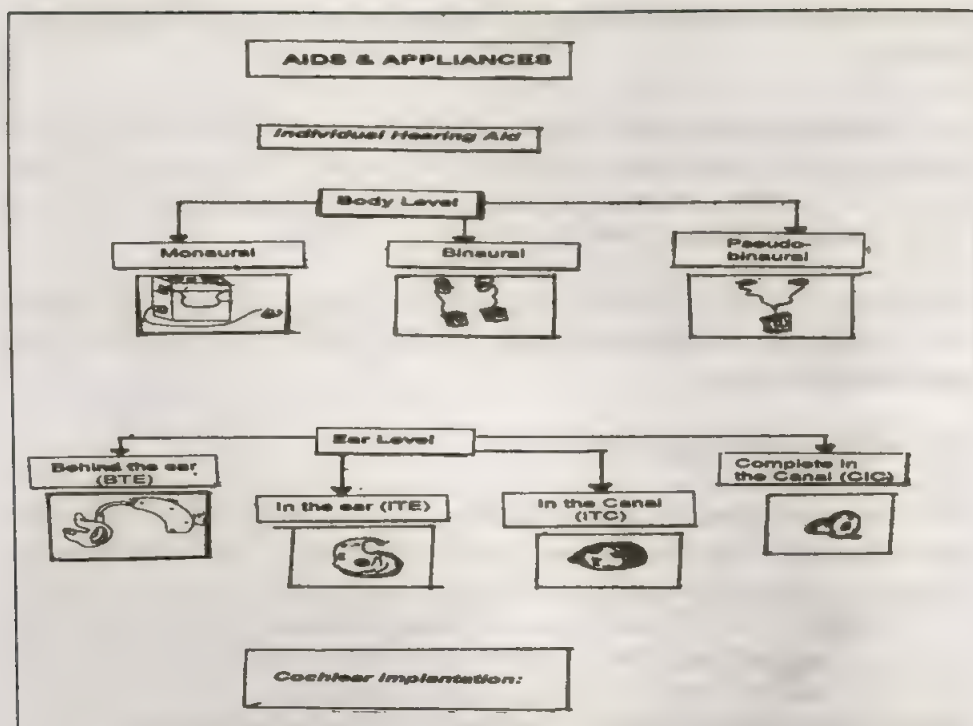 AIDS & APPLIANCES
Individual Hearing Aid
Body Level
Monaural
Binaural
Pseudo-
binaural
Ear Level
Behind the ear
(BTE)
In the ear (ITE)
In the Canal
(ITC)
Complete in
the Canal (CIC)
Cochlear Implantation: